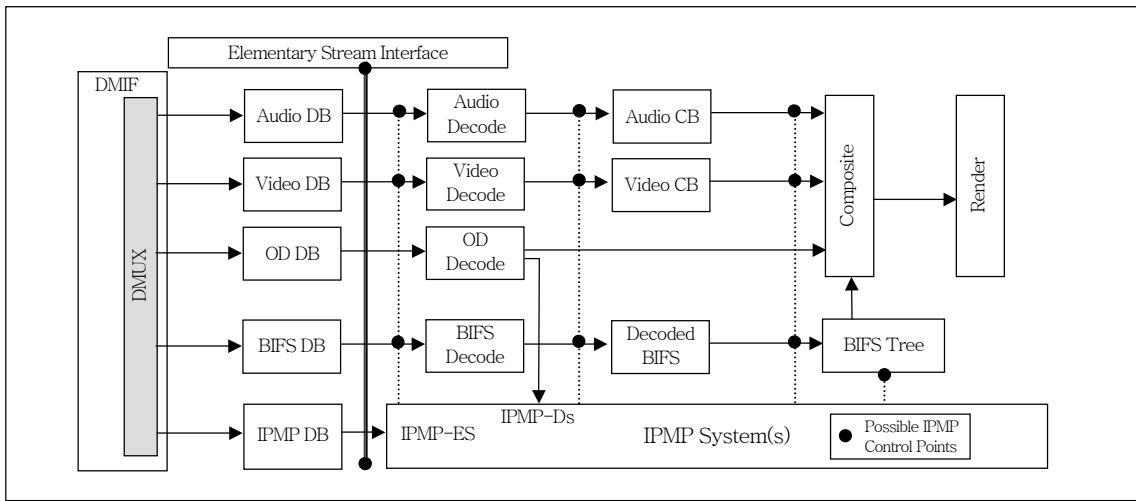 Elementary Stream Interface
DMIF
DMUX
Audio DB
Audio
Decode
Audio CB
Video DB
Video
Decode
Video CB
Composite
Render
OD DB
OD
Decode
BIFS DB
BIFS
Decode
Decoded
BIFS
BIFS Tree
IPMP DB
IPMP-ES
IPMP-Ds
IPMP System(s)
Possible IPMP
Control Points